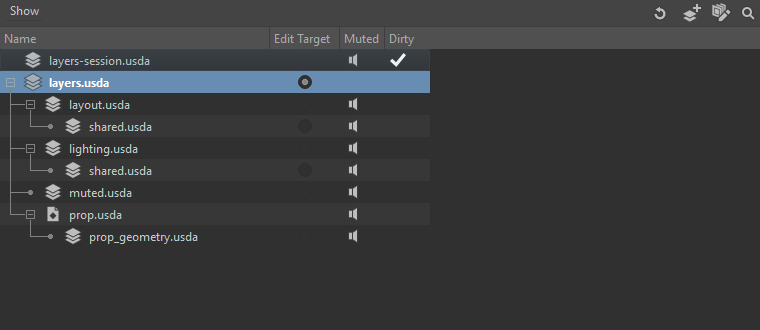 Show
Name Edit Target Muted Dirty
layers-session.usda
layers.usda
layout.usda
shared.usda
lighting.usda
shared.usda
muted.usda
prop.usda
prop_geometry.usda